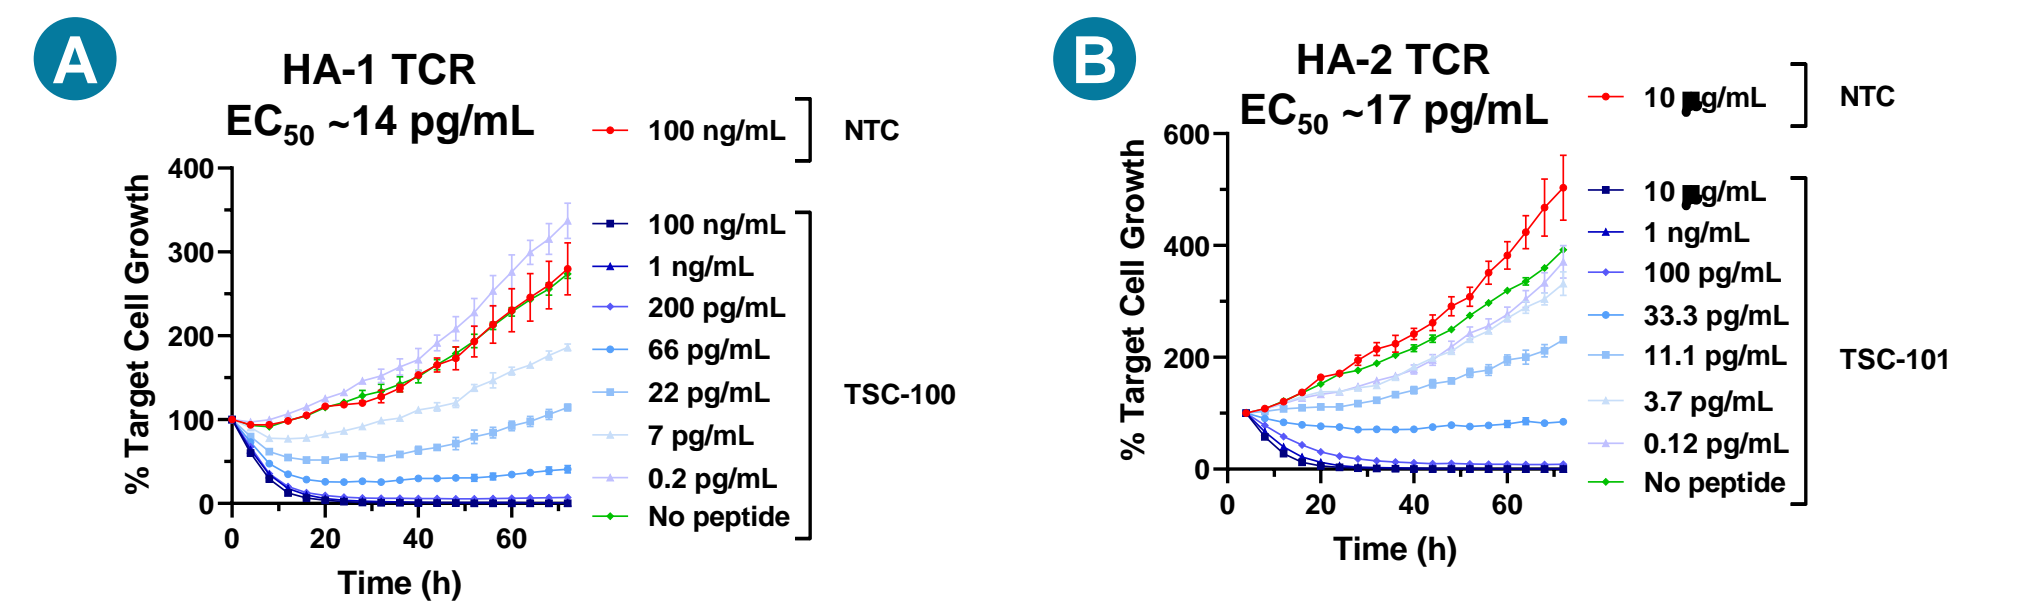 A
HA-1 TCR
EC50 ~14 pg/mL
% Target Cell Growth
400
300
200
100
0
0 20 40 60
Time (h)
100 ng/mL
NTC
100 ng/mL
1 ng/mL
200 pg/mL
66 pg/mL
22 pg/mL
7 pg/mL
0.2 pg/mL
No peptide
TSC-100
B
HA-2 TCR
EC50 ~17 pg/mL
% Target Cell Growth
600
400
200
0
0 20 40 60
Time (h)
10 g/mL
NTC
10 g/mL
1 ng/mL
100 pg/mL
33.3 pg/mL
11.1 pg/mL
3.7 pg/mL
0.12 pg/mL
No peptide
TSC-101